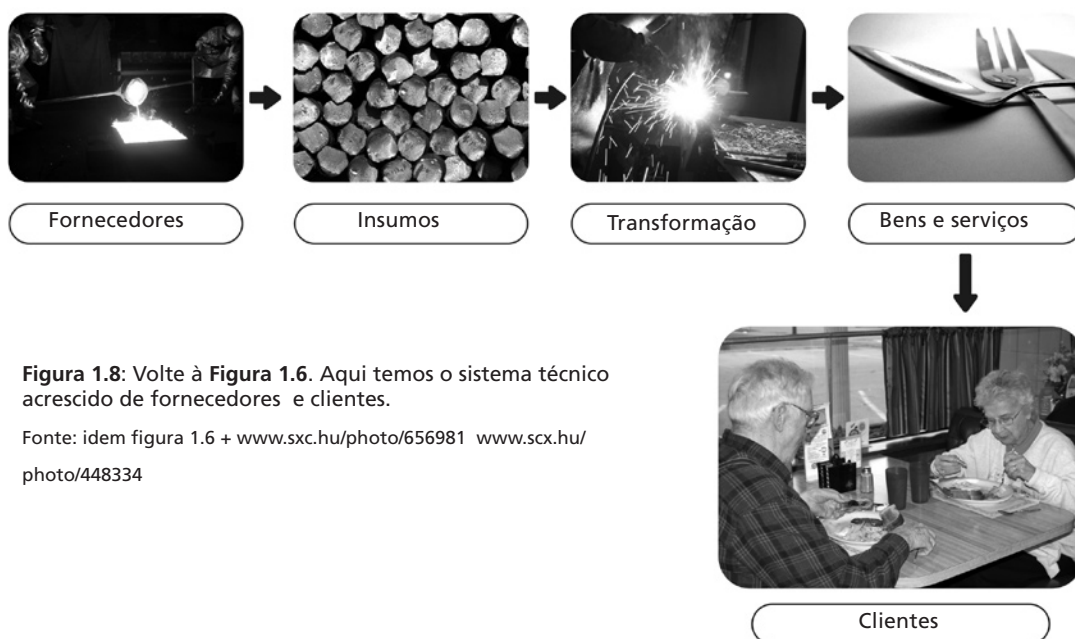 Fornecedores
Insumos
Transformação
Bens e serviços
Figura 1.8: Volte à Figura 1.6. Aqui temos o sistema técnico
acrescido de fornecedores e clientes.
Fonte: idem figura 1.6 + www.sxc.hu/photo/656981 www.scx.hu/
photo/448334
Clientes